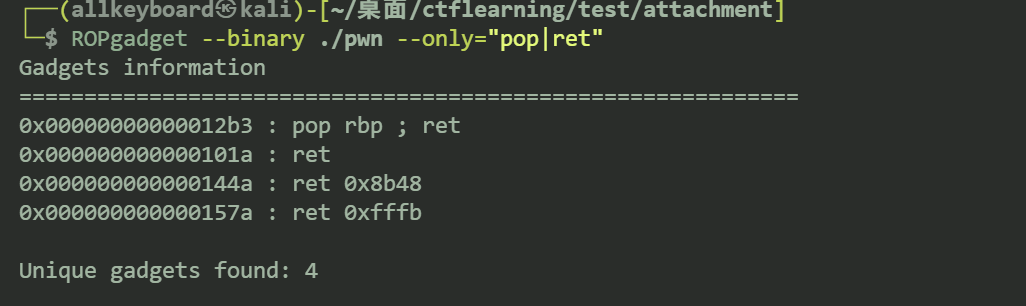 ┌──(allkeyboard㉿kali)-[~/桌面/ctflearning/test/attachment]
└─$ ROPgadget --binary ./pwn --only="pop|ret"
Gadgets information
============================================================
0x00000000000012b3 : pop rbp ; ret
0x000000000000101a : ret
0x000000000000144a : ret 0x8b48
0x000000000000157a : ret 0xfffb
Unique gadgets found: 4